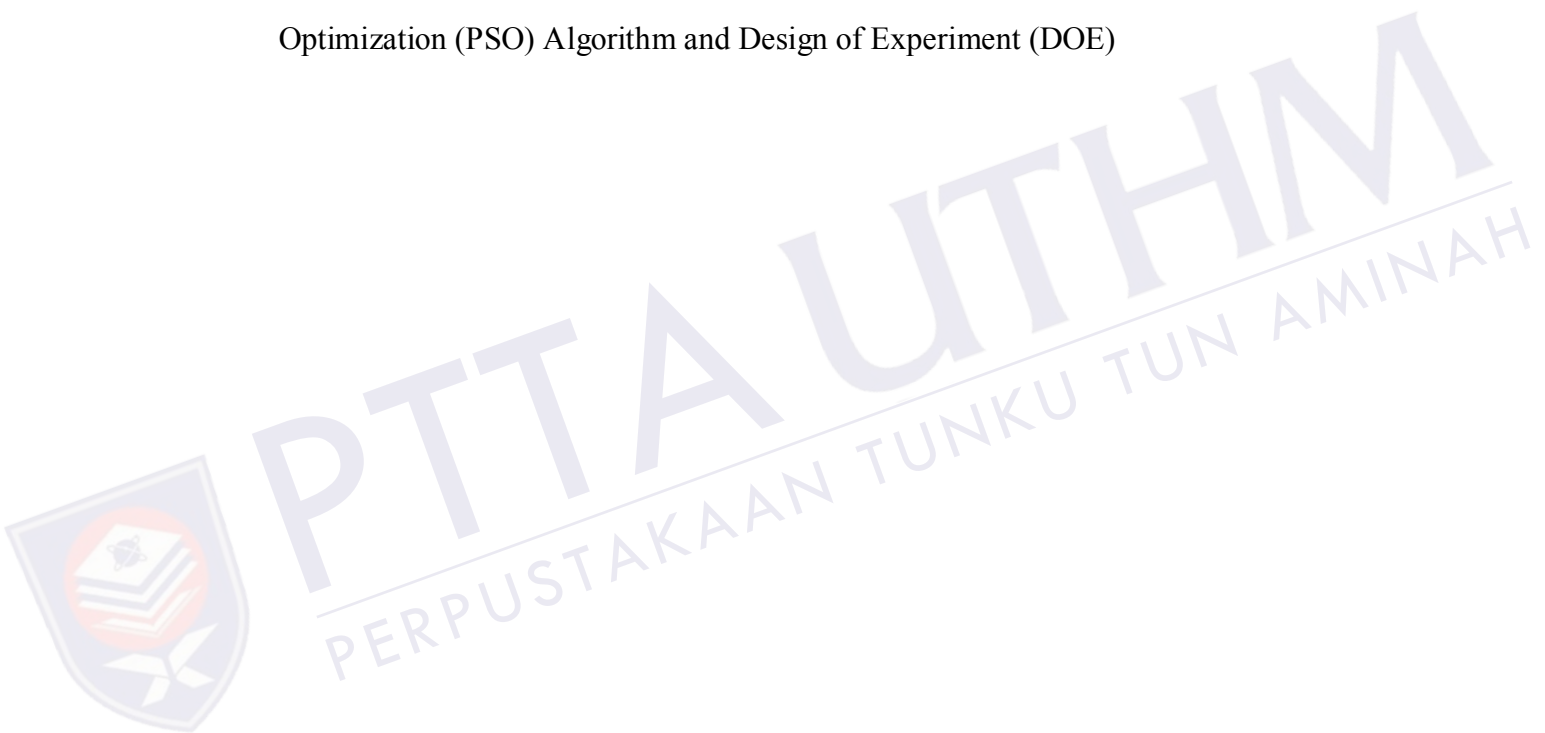 Optimization (PSO) Algorithm and Design of Experiment (DOE)
PTTA UTHM
PERPUSTAKAAN TUNKU TUN AMINAH